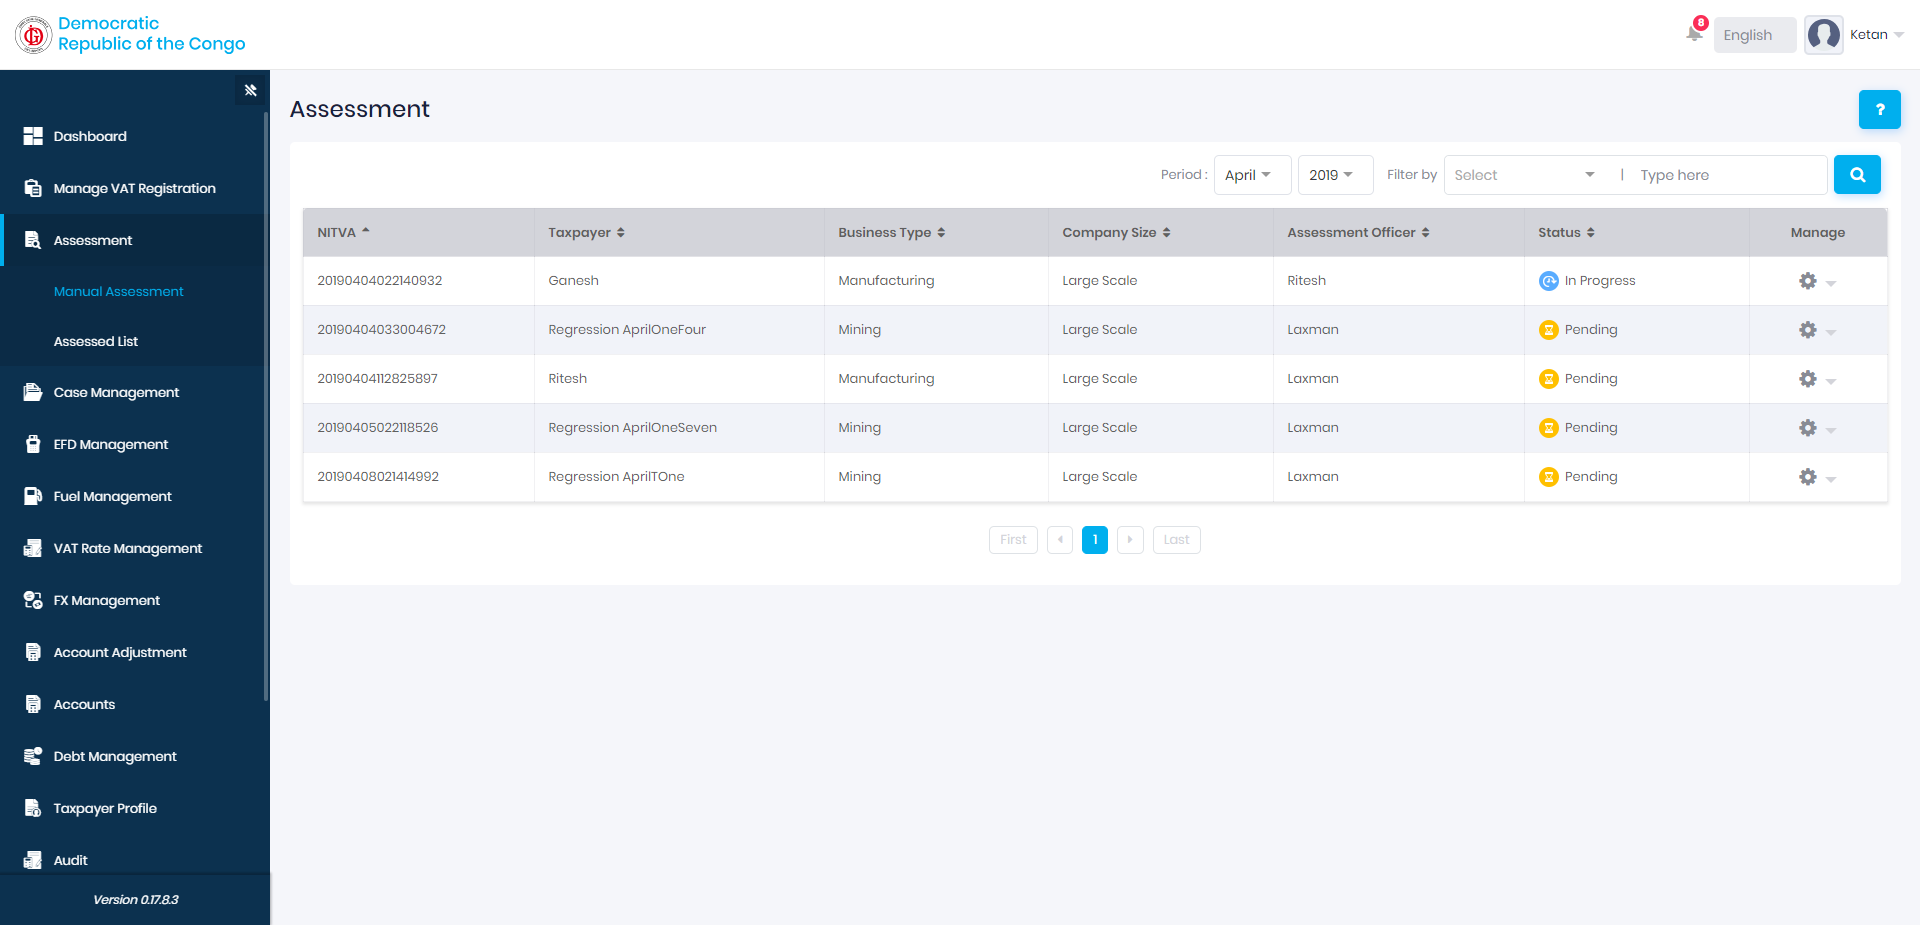 Democratic
Republic of the Congo
8
English
Ketan
Dashboard
Manage VAT Registration
Assessment
Manual Assessment
Assessed List
Case Management
EFD Management
Fuel Management
VAT Rate Management
FX Management
Account Adjustment
Accounts
Debt Management
Taxpayer Profile
Audit
Version 0.17.8.3
Assessment
?
Period : April 2019 Filter by Select | Type here
NITVA Taxpayer Business Type Company Size Assessment Officer Status Manage
20190404022140932 Ganesh Manufacturing Large Scale Ritesh In Progress
20190404033004672 Regression AprilOneFour Mining Large Scale Laxman Pending
20190404112825897 Ritesh Manufacturing Large Scale Laxman Pending
20190405022118526 Regression AprilOneSeven Mining Large Scale Laxman Pending
20190408021414992 Regression AprilTOne Mining Large Scale Laxman Pending
First 1 Last